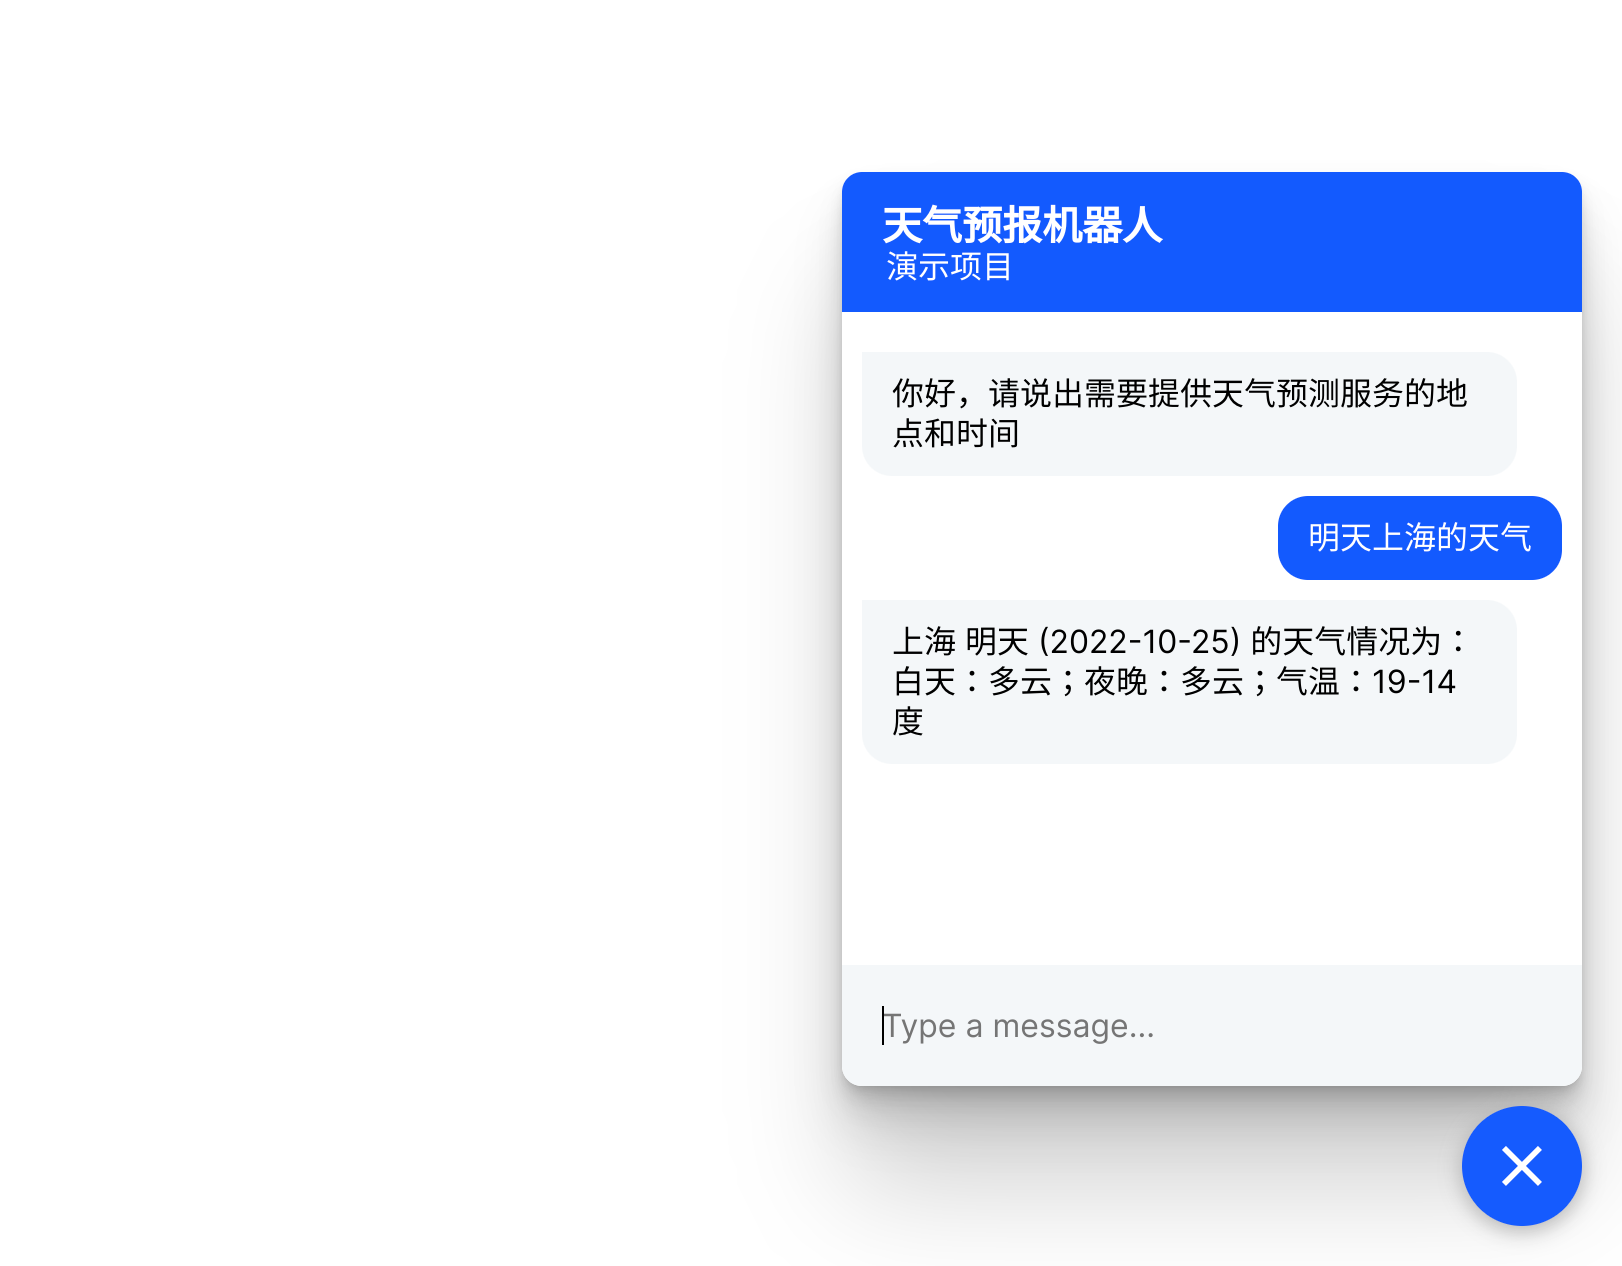 天气预报机器人
演示项目
你好，请说出需要提供天气预测服务的地
点和时间
明天上海的天气
上海 明天 (2022-10-25) 的天气情况为：
白天：多云；夜晚：多云；气温：19-14
度
Type a message...